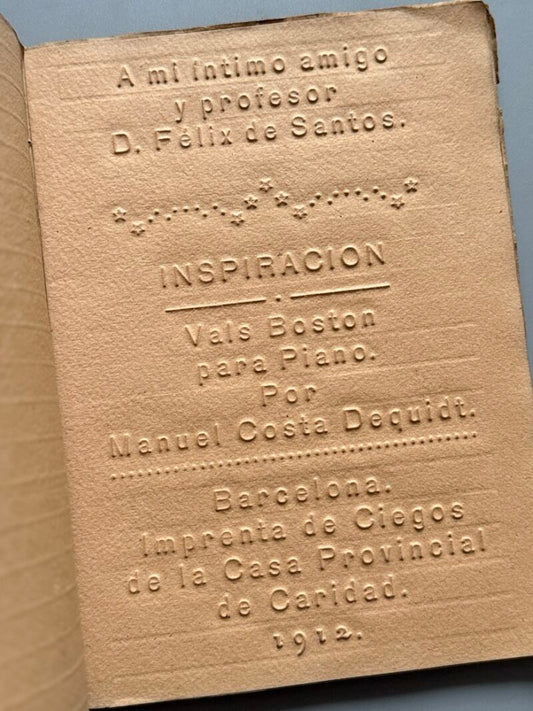 A mi íntimo amigo
y profesor
D. Félix de Santos.
INSPIRACION
Vals Boston
para Piano.
Por
Manuel Costa Dequidt.
Barcelona.
Imprenta de Ciegos
de la Casa Provincial
de Caridad.
1912.